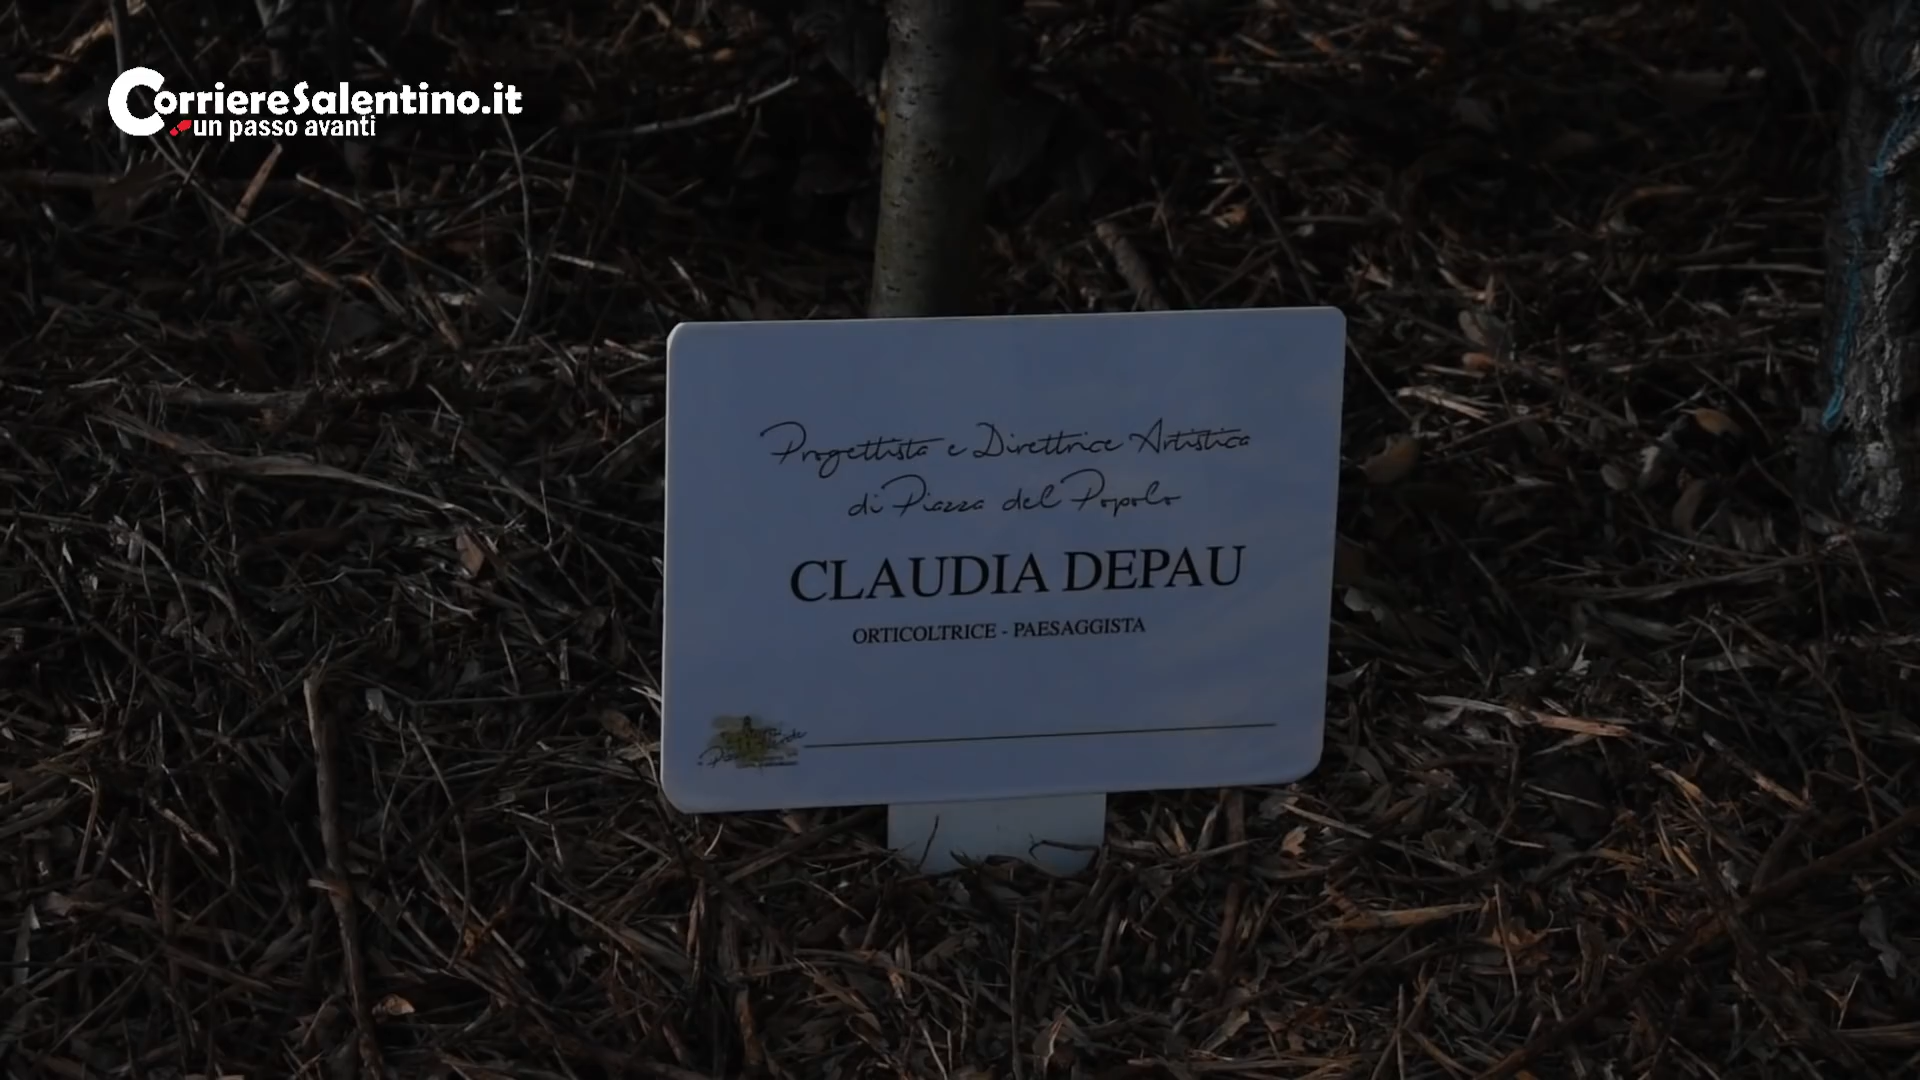 CorriereSalentino.it
un passo avanti
Progettista e Direttrice Artistica
di Piazza del Popolo
CLAUDIA DEPAU
ORTICOLTRICE - PAESAGGISTA